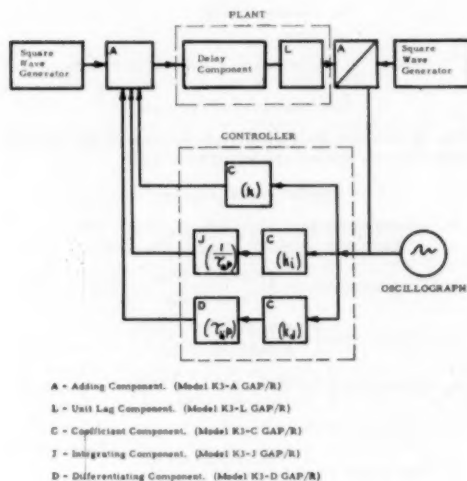 PLANT
Square
Wave
Generator
A
Delay
Component
L
A
Square
Wave
Generator
CONTROLLER
C
(k)
J
C
(ki)
OSCILLOGRAPH
D
C
(kd)
A - Adding Component. (Model K3-A GAP/R)
L - Unit Lag Component. (Model K3-L GAP/R)
C - Coefficient Component. (Model K3-C GAP/R)
J - Integrating Component. (Model K3-J GAP/R)
D - Differentiating Component. (Model K3-D GAP/R)